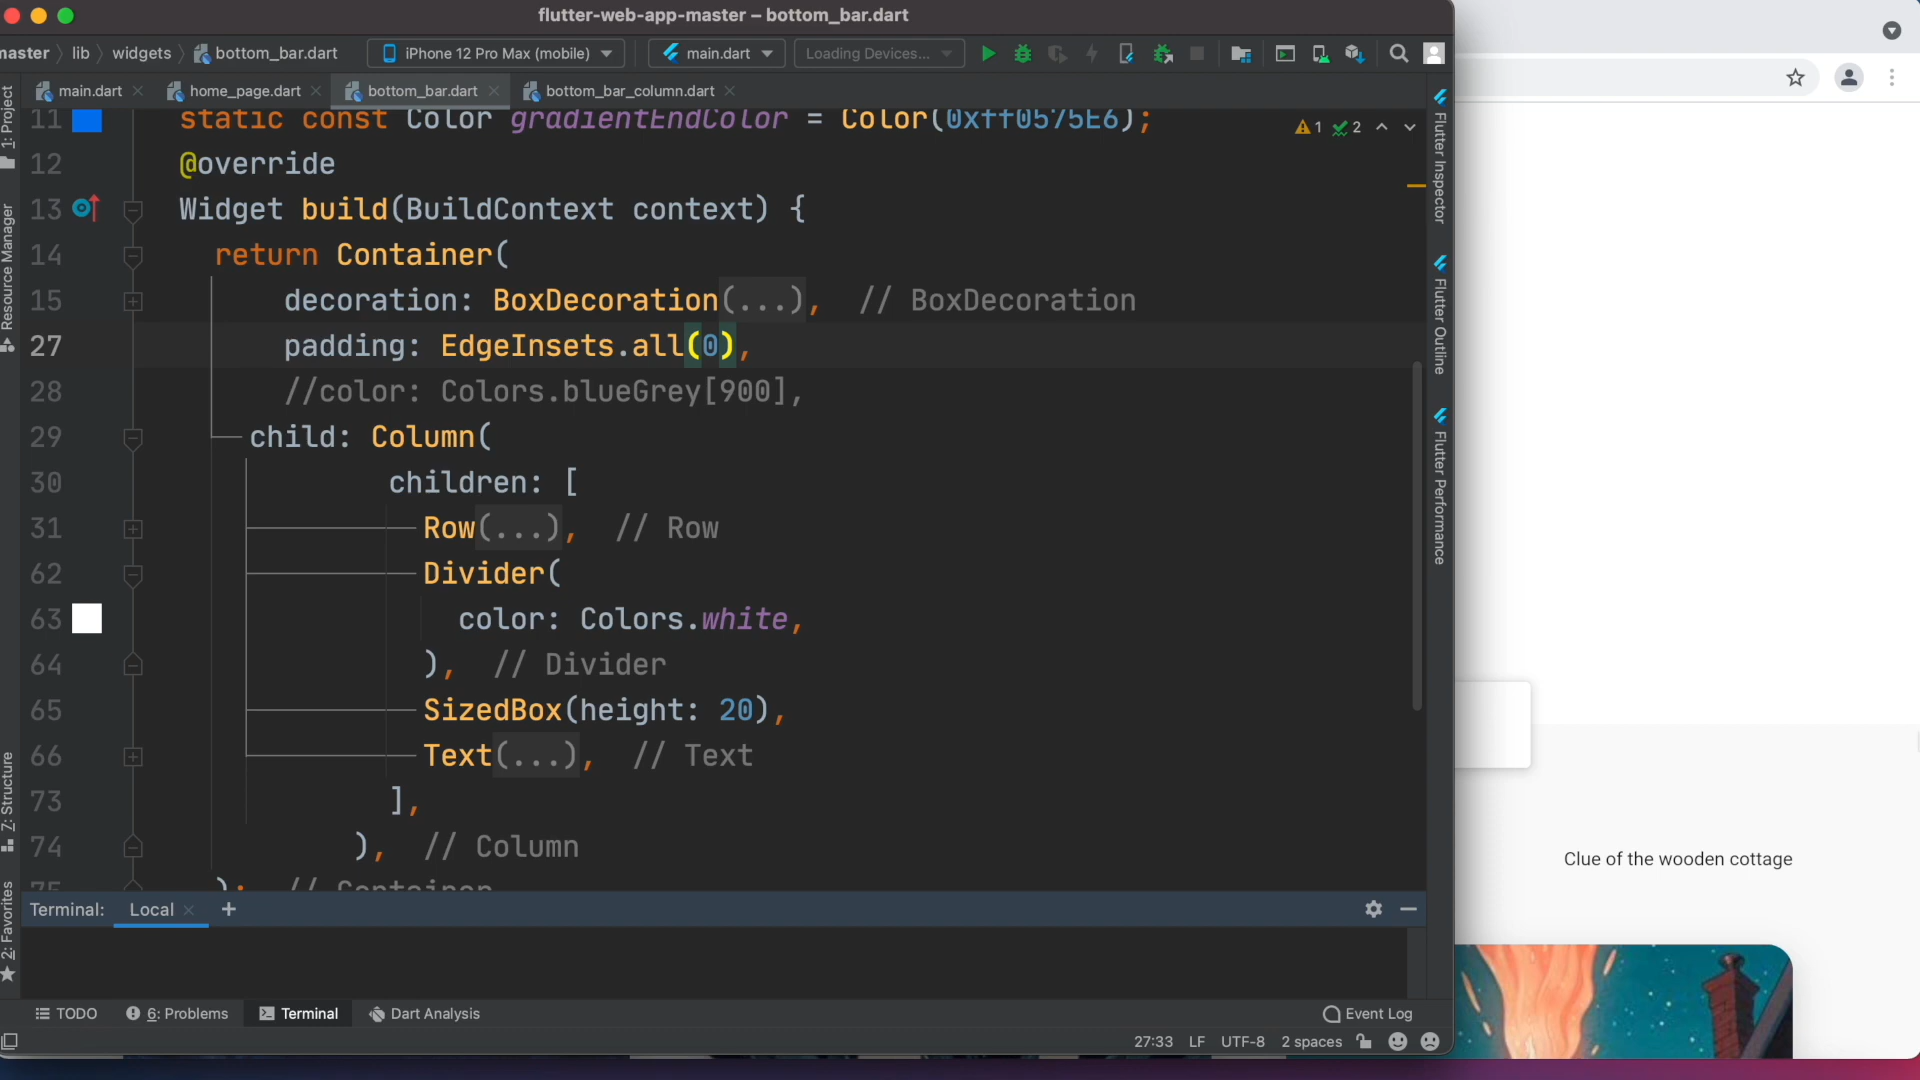 flutter-web-app-master – bottom_bar.dart
master lib widgets bottom_bar.dart iPhone 12 Pro Max (mobile) main.dart Loading Devices...
main.dart home_page.dart bottom_bar.dart bottom_bar_column.dart
11 static const Color gradientEndColor = Color(0xff0575E6); 1 2
12 @override
13 Widget build(BuildContext context) {
14 return Container(
15 decoration: BoxDecoration(...), // BoxDecoration
27 padding: EdgeInsets.all(0),
28 //color: Colors.blueGrey[900],
29 child: Column(
30 children: [
31 Row(...), // Row
62 Divider(
63 color: Colors.white,
64 ), // Divider
65 SizedBox(height: 20),
66 Text(...), // Text
73 ],
74 ), // Column
75 ); // Container
1: Project
Resource Manager
Z: Structure
2: Favorites
Flutter Inspector
Flutter Outline
Flutter Performance
Terminal: Local +
TODO 6: Problems Terminal Dart Analysis Event Log
27:33 LF UTF-8 2 spaces
Clue of the wooden cottage